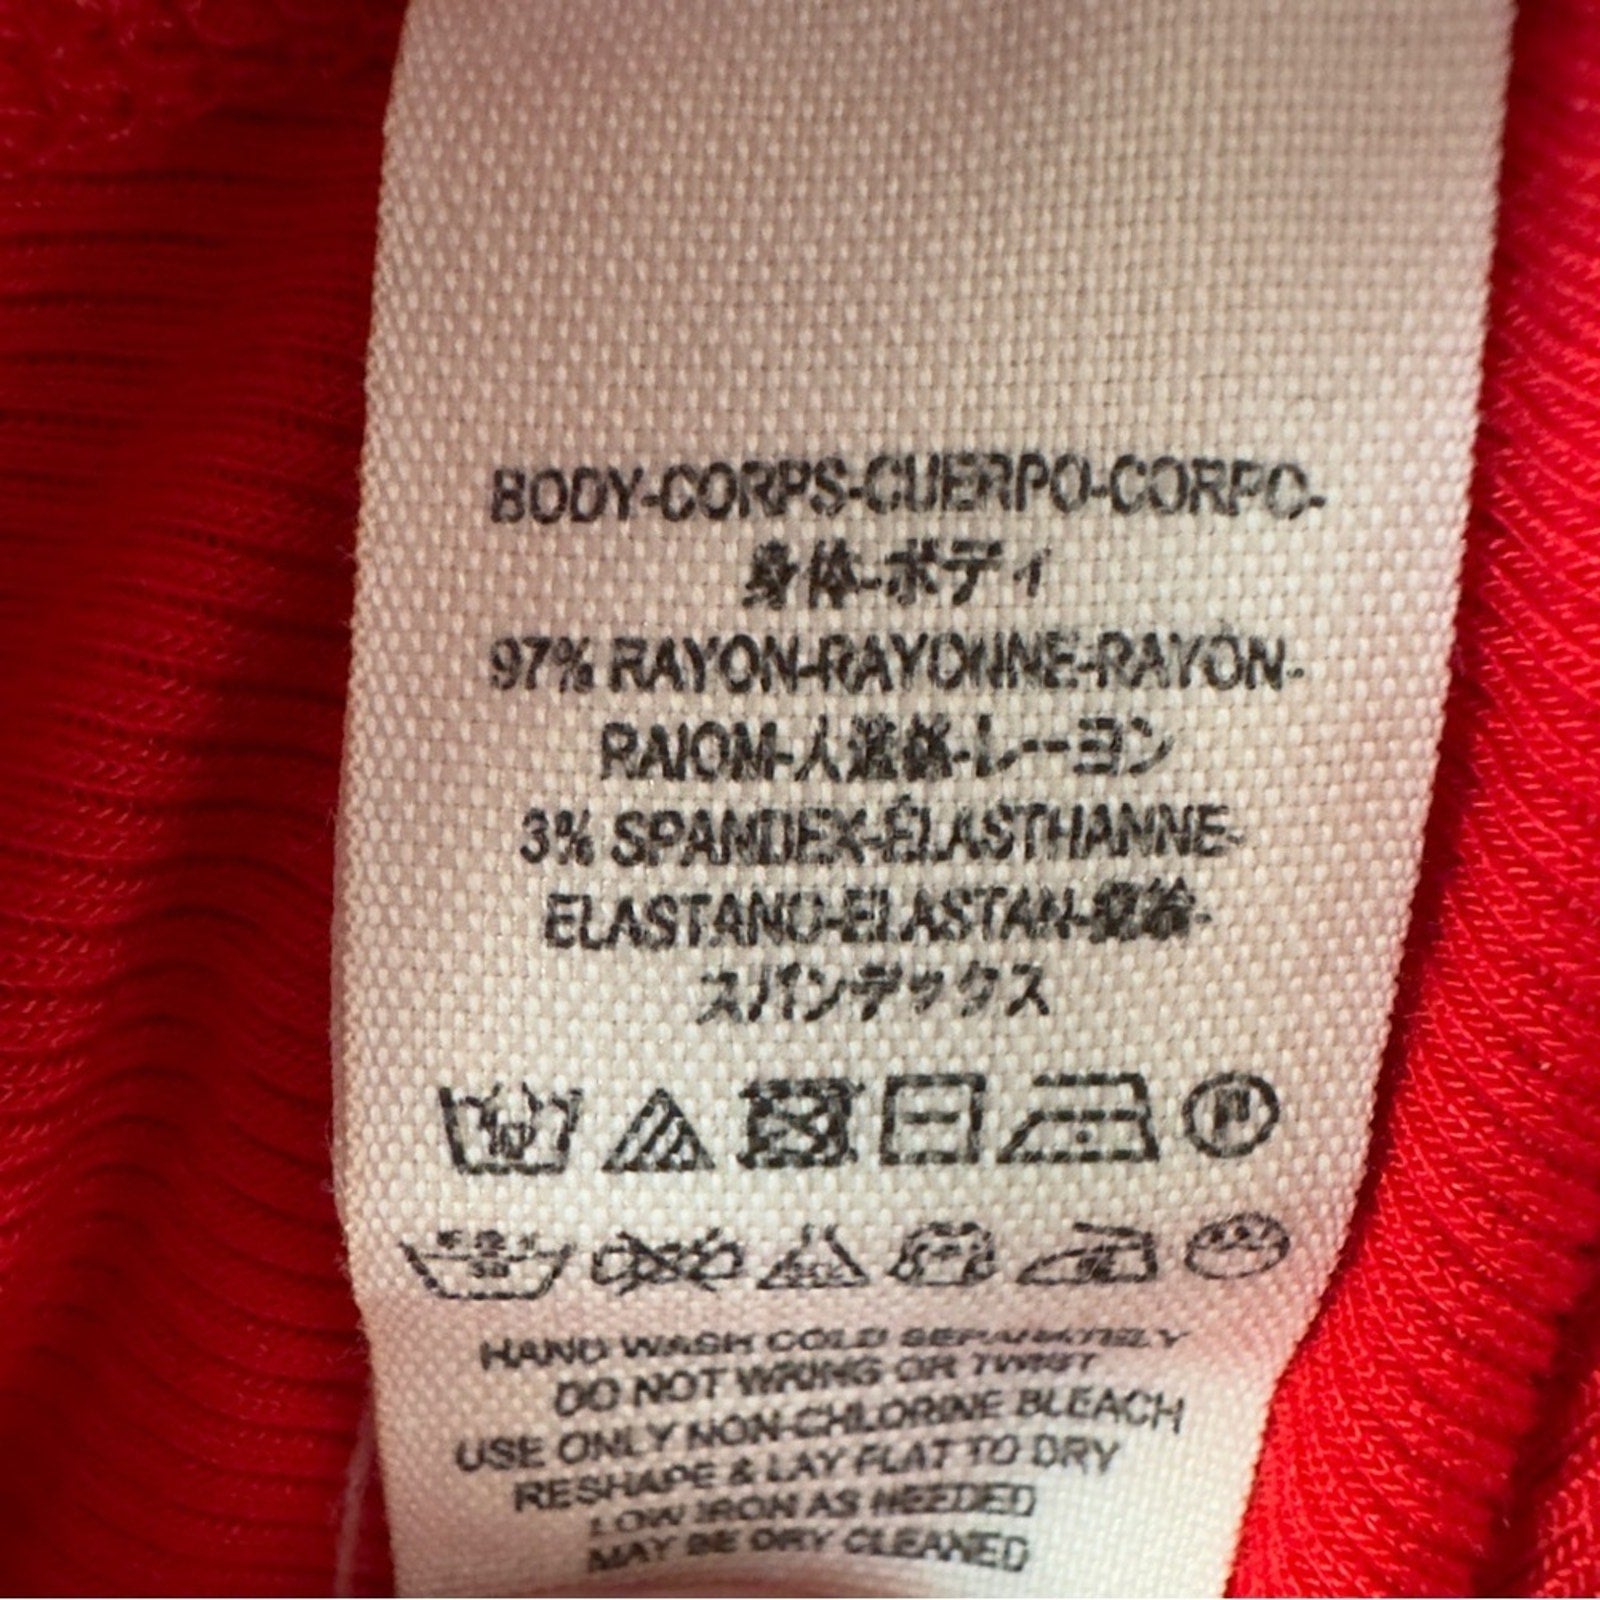 BODY-CORPS-CUERPO-CORPO-
身体-ボディ
97% RAYON-RAYONNE-RAYON-
RAIOM-人造絲-レーヨン
3% SPANDEX-ÉLASTHANNE-
ELASTANO-ELASTAN-
スパンデックス
30
HAND WASH COLD SEPARATELY
DO NOT WRING OR TWIST
USE ONLY NON-CHLORINE BLEACH
RESHAPE & LAY FLAT TO DRY
LOW IRON AS NEEDED
MAY BE DRY CLEANED